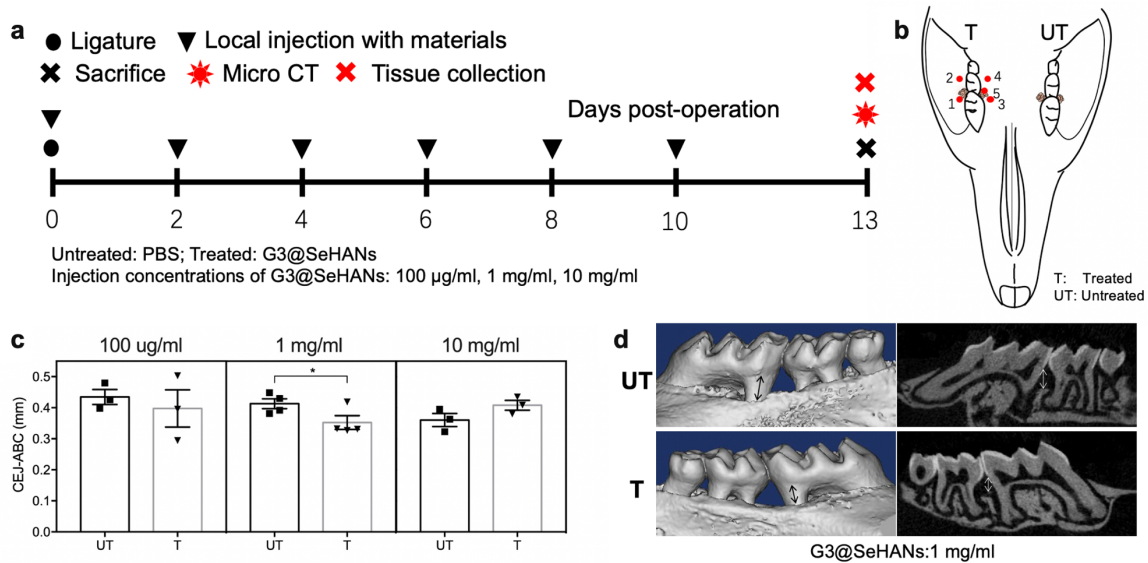 a
Ligature
Local injection with materials
Sacrifice
Micro CT
Tissue collection
Days post-operation
0 2 4 6 8 10 13
Untreated: PBS; Treated: G3@SeHANs
Injection concentrations of G3@SeHANs: 100 μg/ml, 1 mg/ml, 10 mg/ml
b
T UT
2 4
5
1 3
T: Treated
UT: Untreated
c
100 ug/ml 1 mg/ml 10 mg/ml
*
CEJ-ABC (mm)
0.5
0.4
0.3
0.2
0.1
0.0
UT T UT T UT T
d
UT
T
G3@SeHANs:1 mg/ml